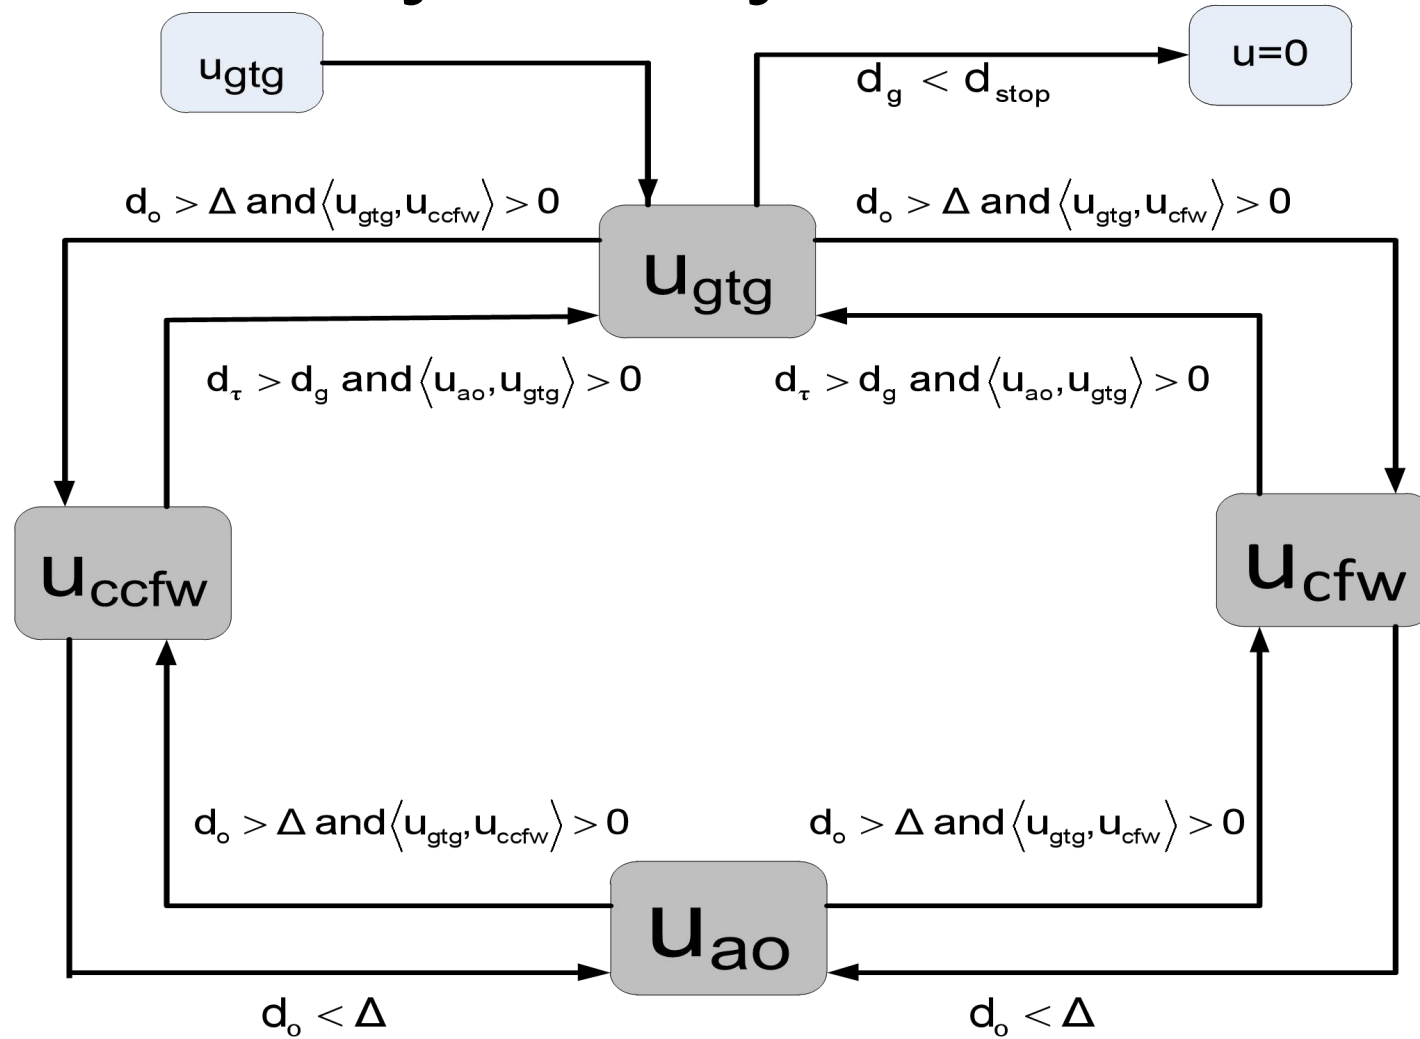 u_gtg
u=0
d_g < d_stop
d_o > Δ and ⟨u_gtg,u_ccfw⟩ > 0
d_o > Δ and ⟨u_gtg,u_cfw⟩ > 0
u_gtg
d_τ > d_g and ⟨u_ao,u_gtg⟩ > 0
d_τ > d_g and ⟨u_ao,u_gtg⟩ > 0
u_ccfw
u_cfw
d_o > Δ and ⟨u_gtg,u_ccfw⟩ > 0
d_o > Δ and ⟨u_gtg,u_cfw⟩ > 0
u_ao
d_o < Δ
d_o < Δ